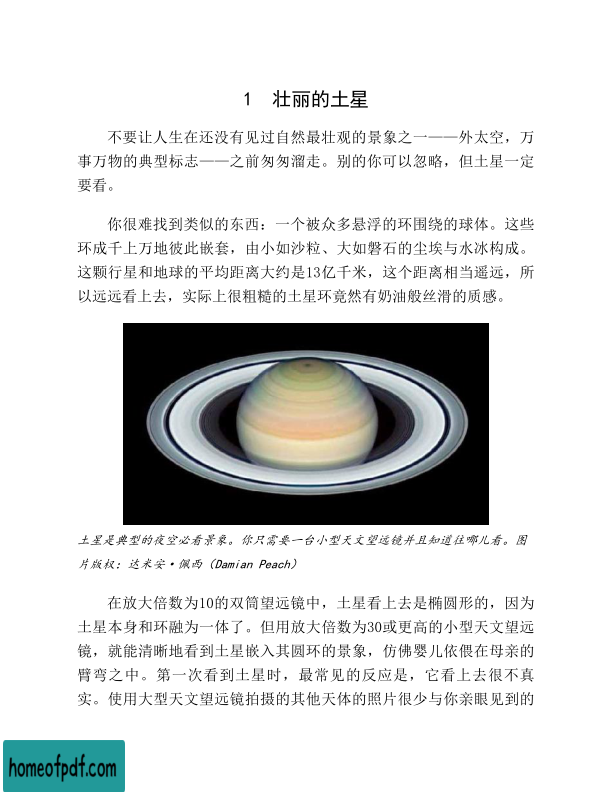 1 壮丽的土星
不要让人生在还没有见过自然最壮观的景象之一——外太空，万
事万物的典型标志——之前匆匆溜走。别的你可以忽略，但土星一定
要看。
你很难找到类似的东西：一个被众多悬浮的环围绕的球体。这些
环成千上万地彼此嵌套，由小如沙粒、大如磐石的尘埃与水冰构成。
这颗行星和地球的平均距离大约是13亿千米，这个距离相当遥远，所
以远远看上去，实际上很粗糙的土星环竟然有奶油般丝滑的质感。
土星是典型的夜空必看景象。你只需要一台小型天文望远镜并且知道往哪儿看。图
片版权：达米安·佩西（Damian Peach）
在放大倍数为10的双筒望远镜中，土星看上去是椭圆形的，因为
土星本身和环融为一体了。但用放大倍数为30或更高的小型天文望远
镜，就能清晰地看到土星嵌入其圆环的景象，仿佛婴儿依偎在母亲的
臂弯之中。第一次看到土星时，最常见的反应是，它看上去很不真
实。使用大型天文望远镜拍摄的其他天体的照片很少与你亲眼见到的
homeofpdf.com